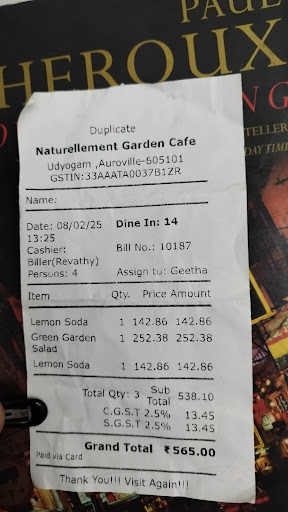 PAUL
HEROUX
N G
TELLER
DAY TIME
Duplicate
Naturellement Garden Cafe
Udyogam ,Auroville-605101
GSTIN:33AAATA0037B1ZR
Name:
Date: 08/02/25 Dine In: 14
13:25
Cashier: Bill No.: 10187
Biller(Revathy)
Persons: 4 Assign to: Geetha
Item Qty. Price Amount
Lemon Soda 1 142.86 142.86
Green Garden 1 252.38 252.38
Salad
Lemon Soda 1 142.86 142.86
Total Qty: 3 Sub Total 538.10
C.G.S.T 2.5% 13.45
S.G.S.T 2.5% 13.45
Grand Total ₹565.00
Paid via Card
Thank You!!! Visit Again!!!